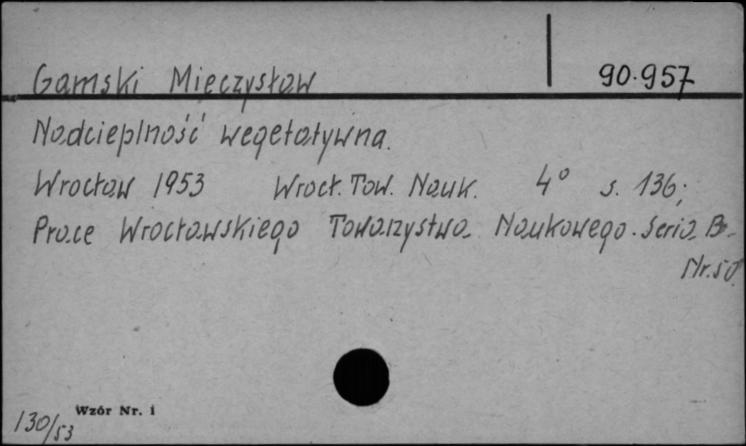 Gamski Mieczysław 90.957
Nadcieplność wegetatywna.
Wrocław 1953 Wrocł. Tow. Nauk. 4° s. 136;
Prace Wrocławskiego Towarzystwa Naukowego. Seria B.
Nr. 50.
Wzór Nr. 1
130/53